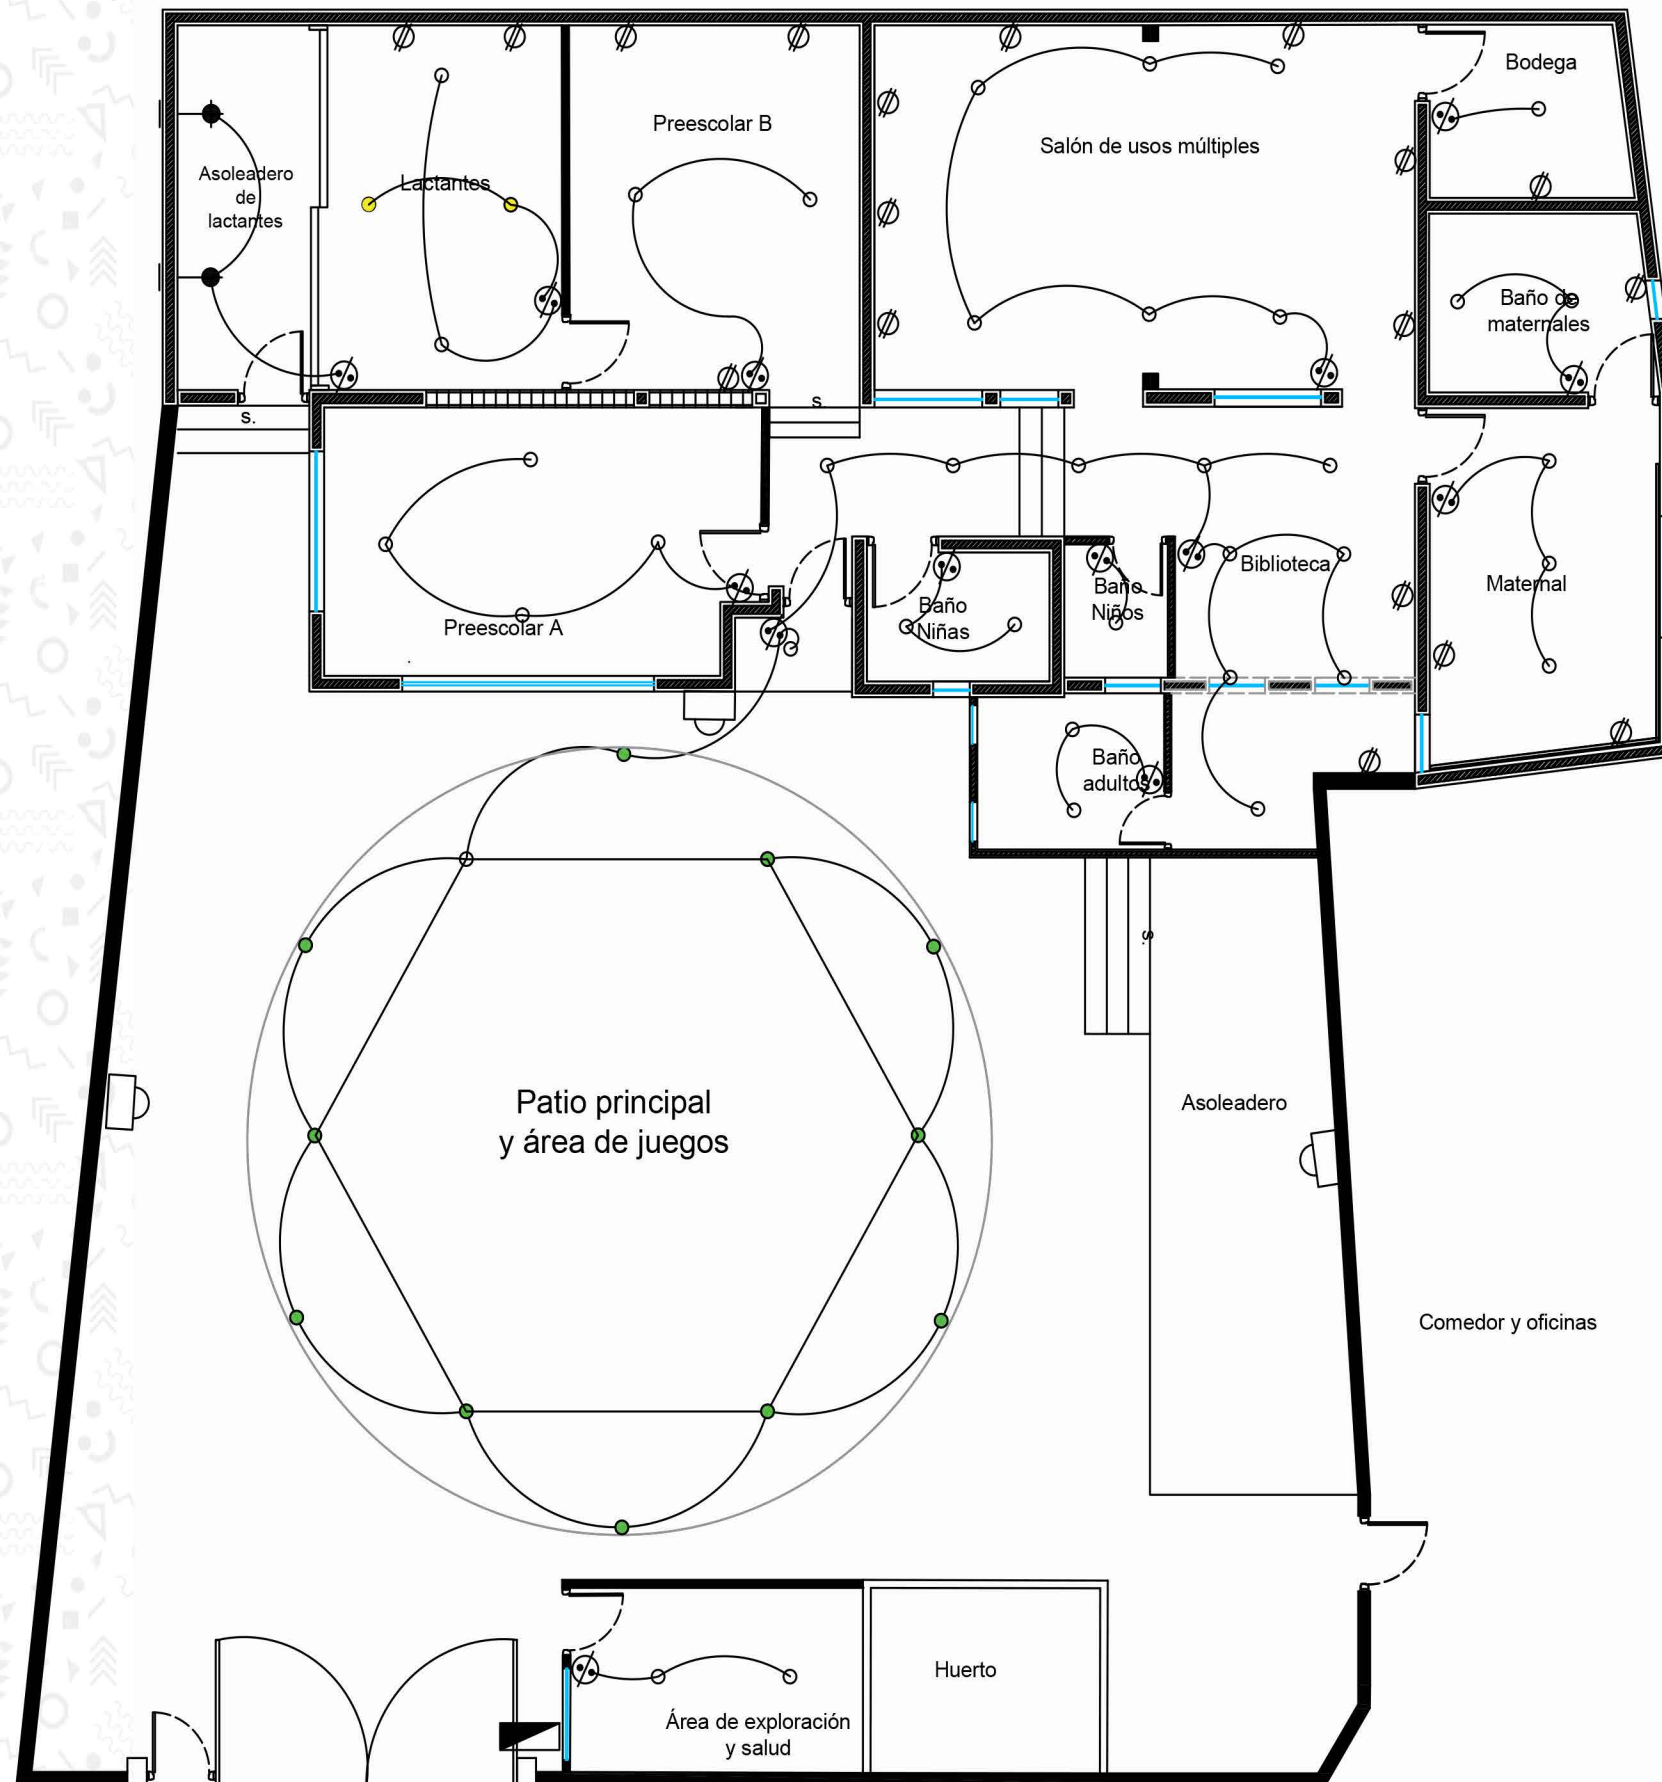 Bodega
Preescolar B
Salón de usos múltiples
Asoleadero
de
lactantes
Lactantes
Baño de
maternales
s.
s.
Biblioteca
Maternal
Baño
Niños
Baño
Niñas
Preescolar A
Baño
adultos
s.
Patio principal
y área de juegos
Asoleadero
Comedor y oficinas
Huerto
Área de exploración
y salud